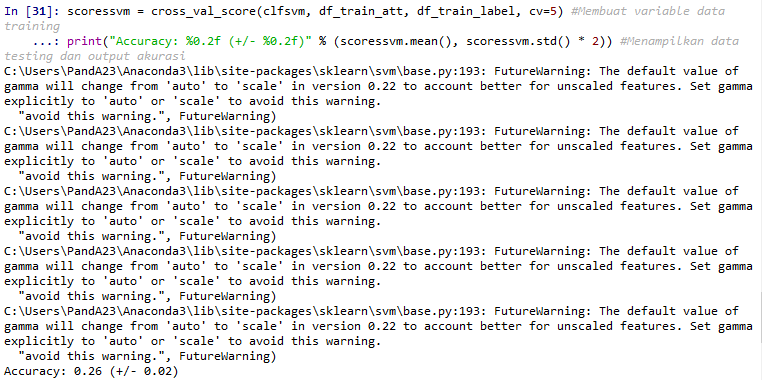 In [31]: scoressvm = cross_val_score(clfsvm, df_train_att, df_train_label, cv=5) #Membuat variable data
training
    ...: print("Accuracy: %0.2f (+/- %0.2f)" % (scoressvm.mean(), scoressvm.std() * 2)) #Menampilkan data
testing dan output akurasi
C:\Users\PandA23\Anaconda3\lib\site-packages\sklearn\svm\base.py:193: FutureWarning: The default value of
gamma will change from 'auto' to 'scale' in version 0.22 to account better for unscaled features. Set gamma
explicitly to 'auto' or 'scale' to avoid this warning.
  "avoid this warning.", FutureWarning)
C:\Users\PandA23\Anaconda3\lib\site-packages\sklearn\svm\base.py:193: FutureWarning: The default value of
gamma will change from 'auto' to 'scale' in version 0.22 to account better for unscaled features. Set gamma
explicitly to 'auto' or 'scale' to avoid this warning.
  "avoid this warning.", FutureWarning)
C:\Users\PandA23\Anaconda3\lib\site-packages\sklearn\svm\base.py:193: FutureWarning: The default value of
gamma will change from 'auto' to 'scale' in version 0.22 to account better for unscaled features. Set gamma
explicitly to 'auto' or 'scale' to avoid this warning.
  "avoid this warning.", FutureWarning)
C:\Users\PandA23\Anaconda3\lib\site-packages\sklearn\svm\base.py:193: FutureWarning: The default value of
gamma will change from 'auto' to 'scale' in version 0.22 to account better for unscaled features. Set gamma
explicitly to 'auto' or 'scale' to avoid this warning.
  "avoid this warning.", FutureWarning)
C:\Users\PandA23\Anaconda3\lib\site-packages\sklearn\svm\base.py:193: FutureWarning: The default value of
gamma will change from 'auto' to 'scale' in version 0.22 to account better for unscaled features. Set gamma
explicitly to 'auto' or 'scale' to avoid this warning.
  "avoid this warning.", FutureWarning)
Accuracy: 0.26 (+/- 0.02)